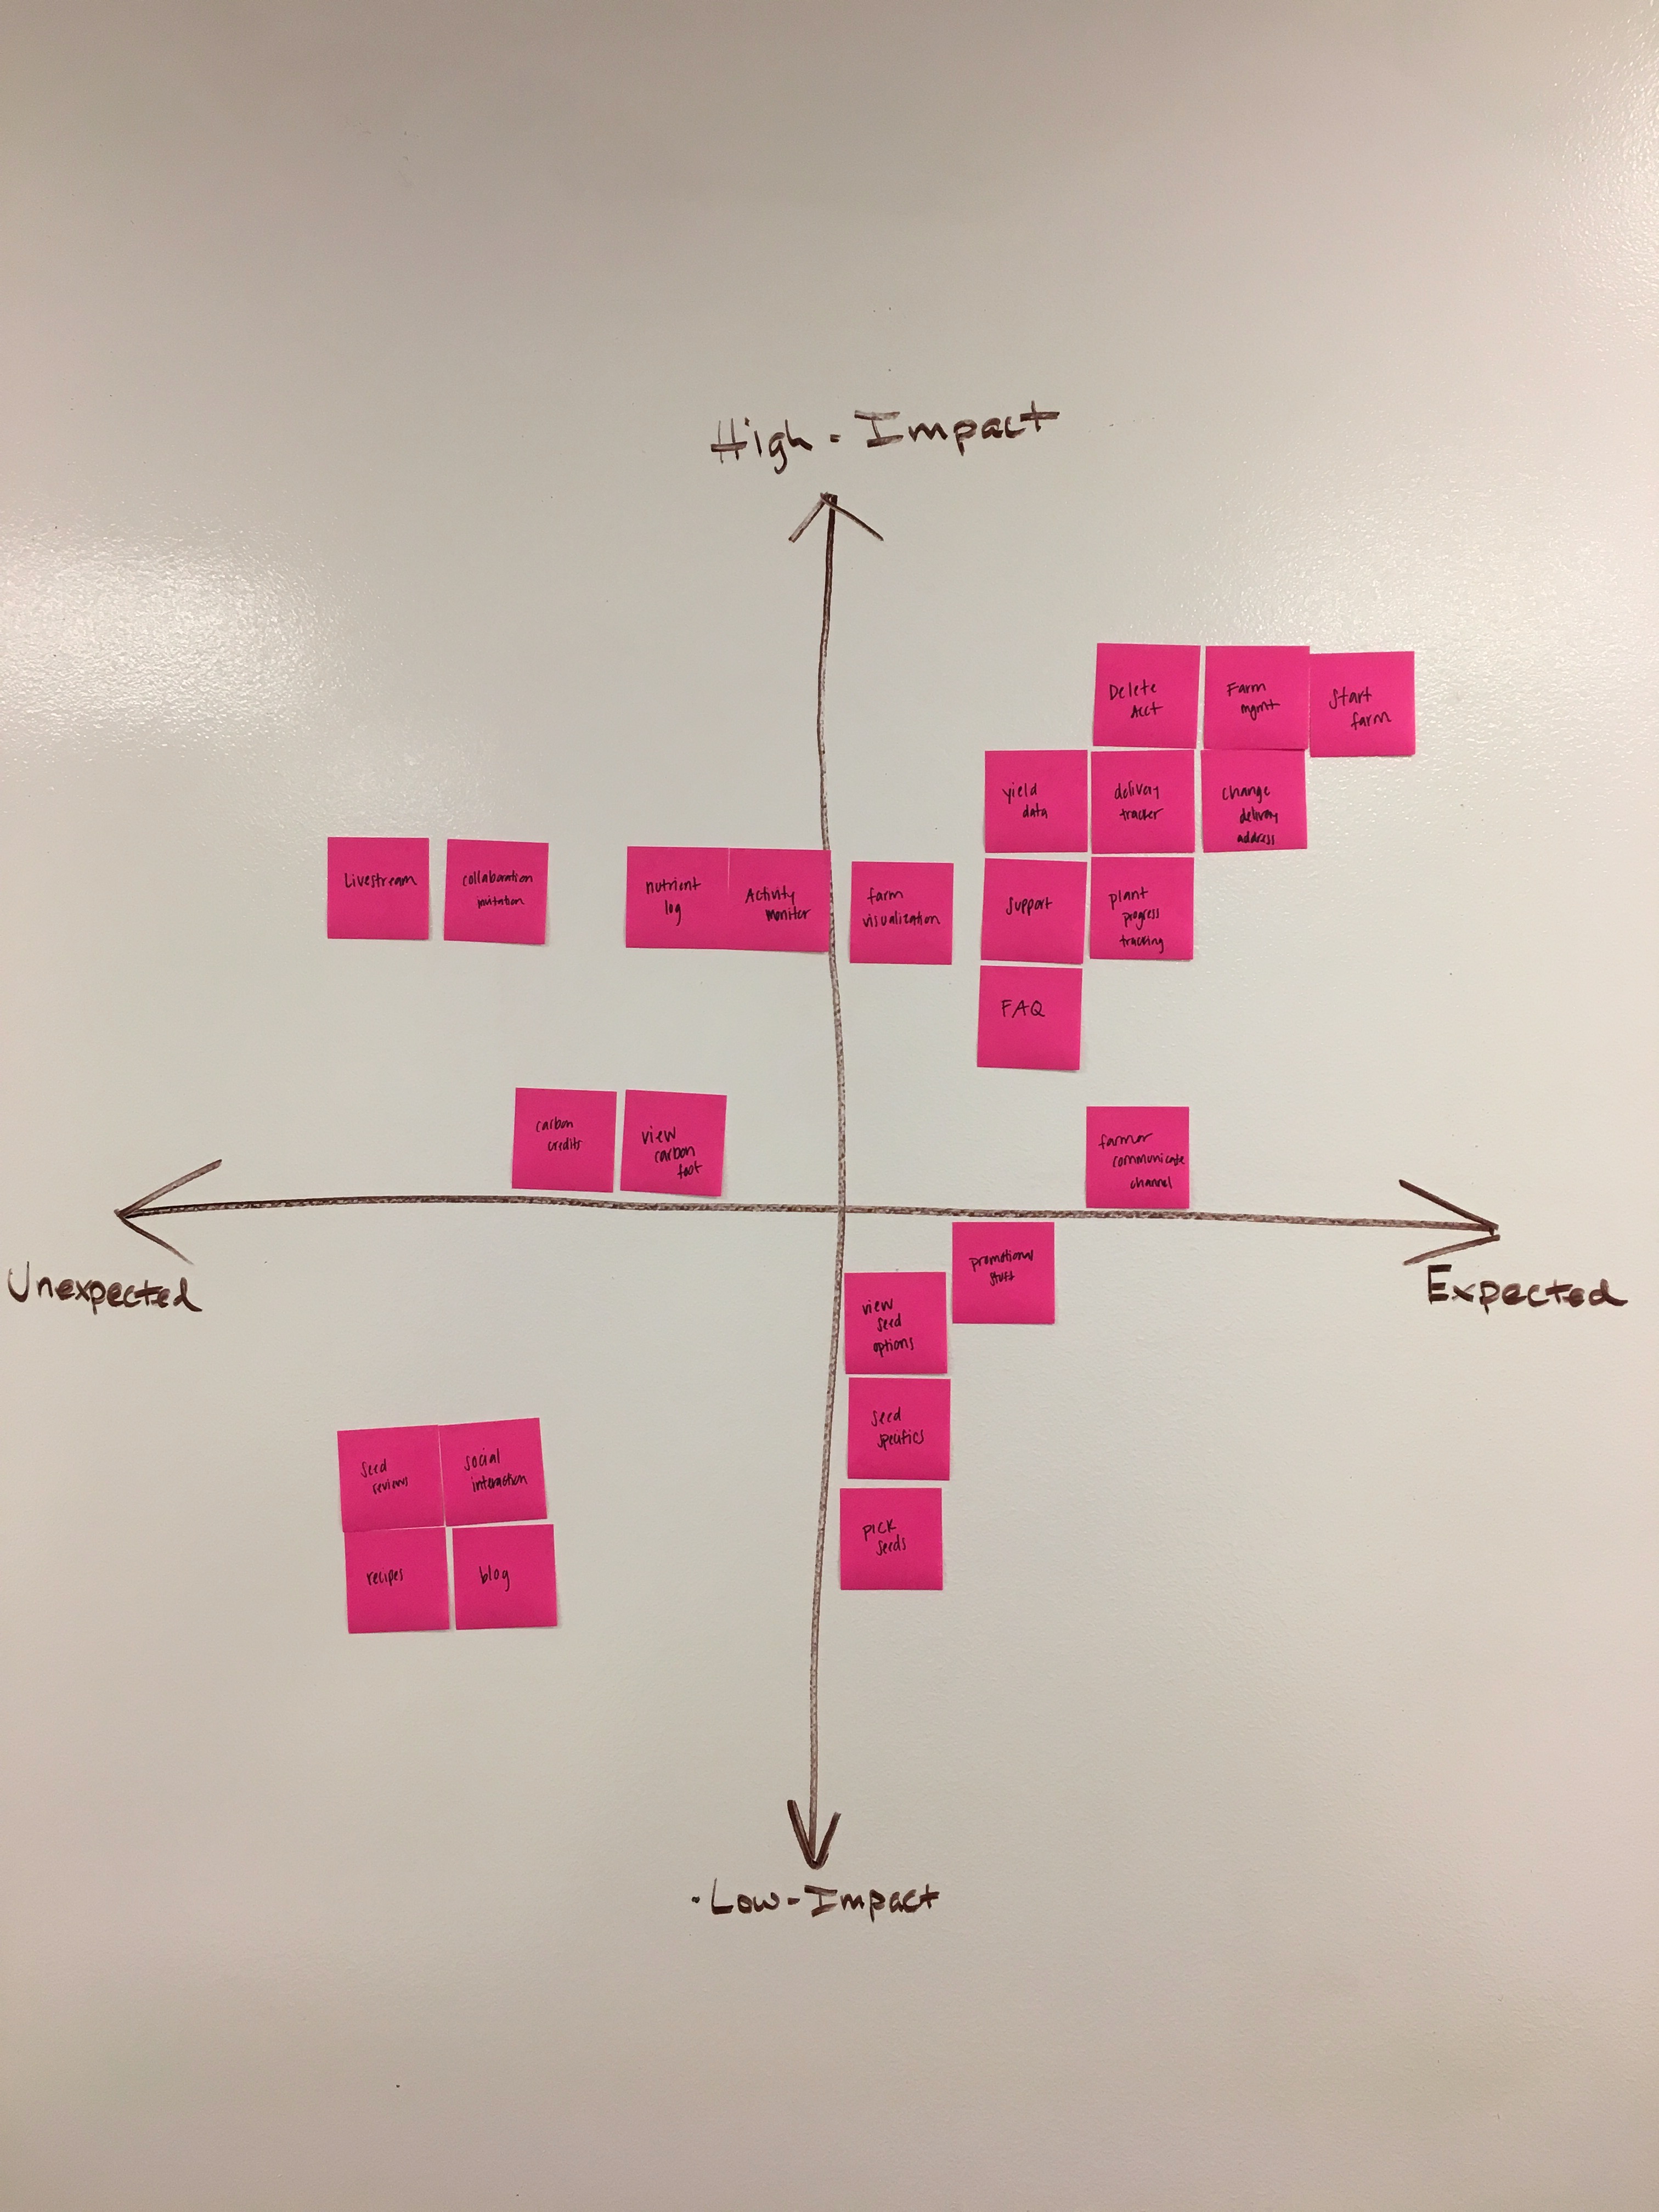 High-Impact
Delete
Acct
Farm
mgmt
Start
farm
yield
data
delivery
tracker
change
delivery
address
Livestream
collaboration
invitation
nutrient
log
Activity
monitor
farm
visualization
support
plant
progress
tracking
FAQ
carbon
credits
view
carbon
foot
farmer
communicate
channel
Unexpected
Expected
promotional
stuff
view
seed
options
seed
specifics
pick
seeds
seed
reviews
social
interaction
recipes
blog
Low-Impact